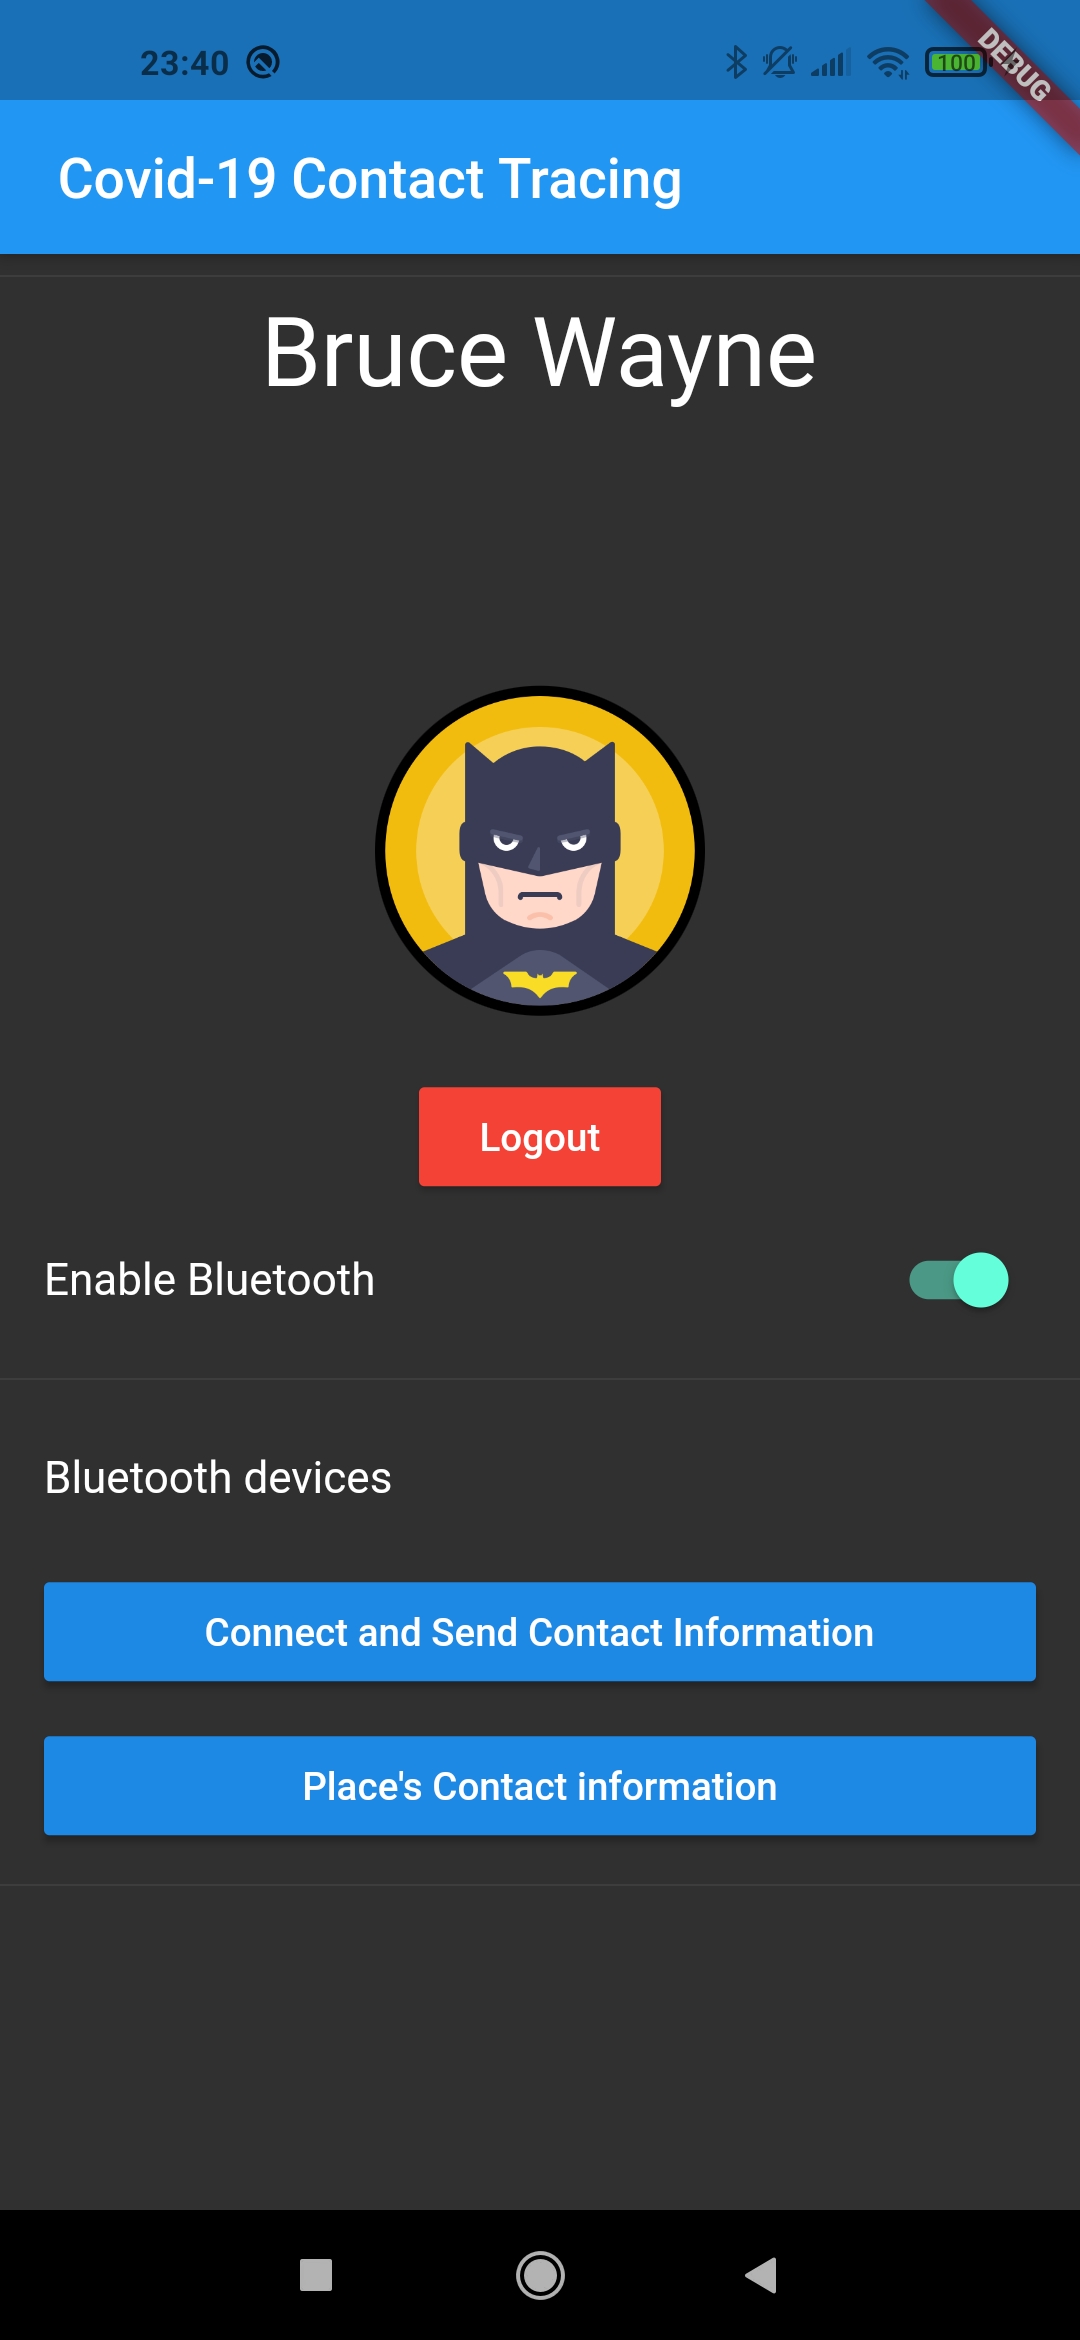 23:40
100
DEBUG
Covid-19 Contact Tracing
Bruce Wayne
Logout
Enable Bluetooth
Bluetooth devices
Connect and Send Contact Information
Place's Contact information